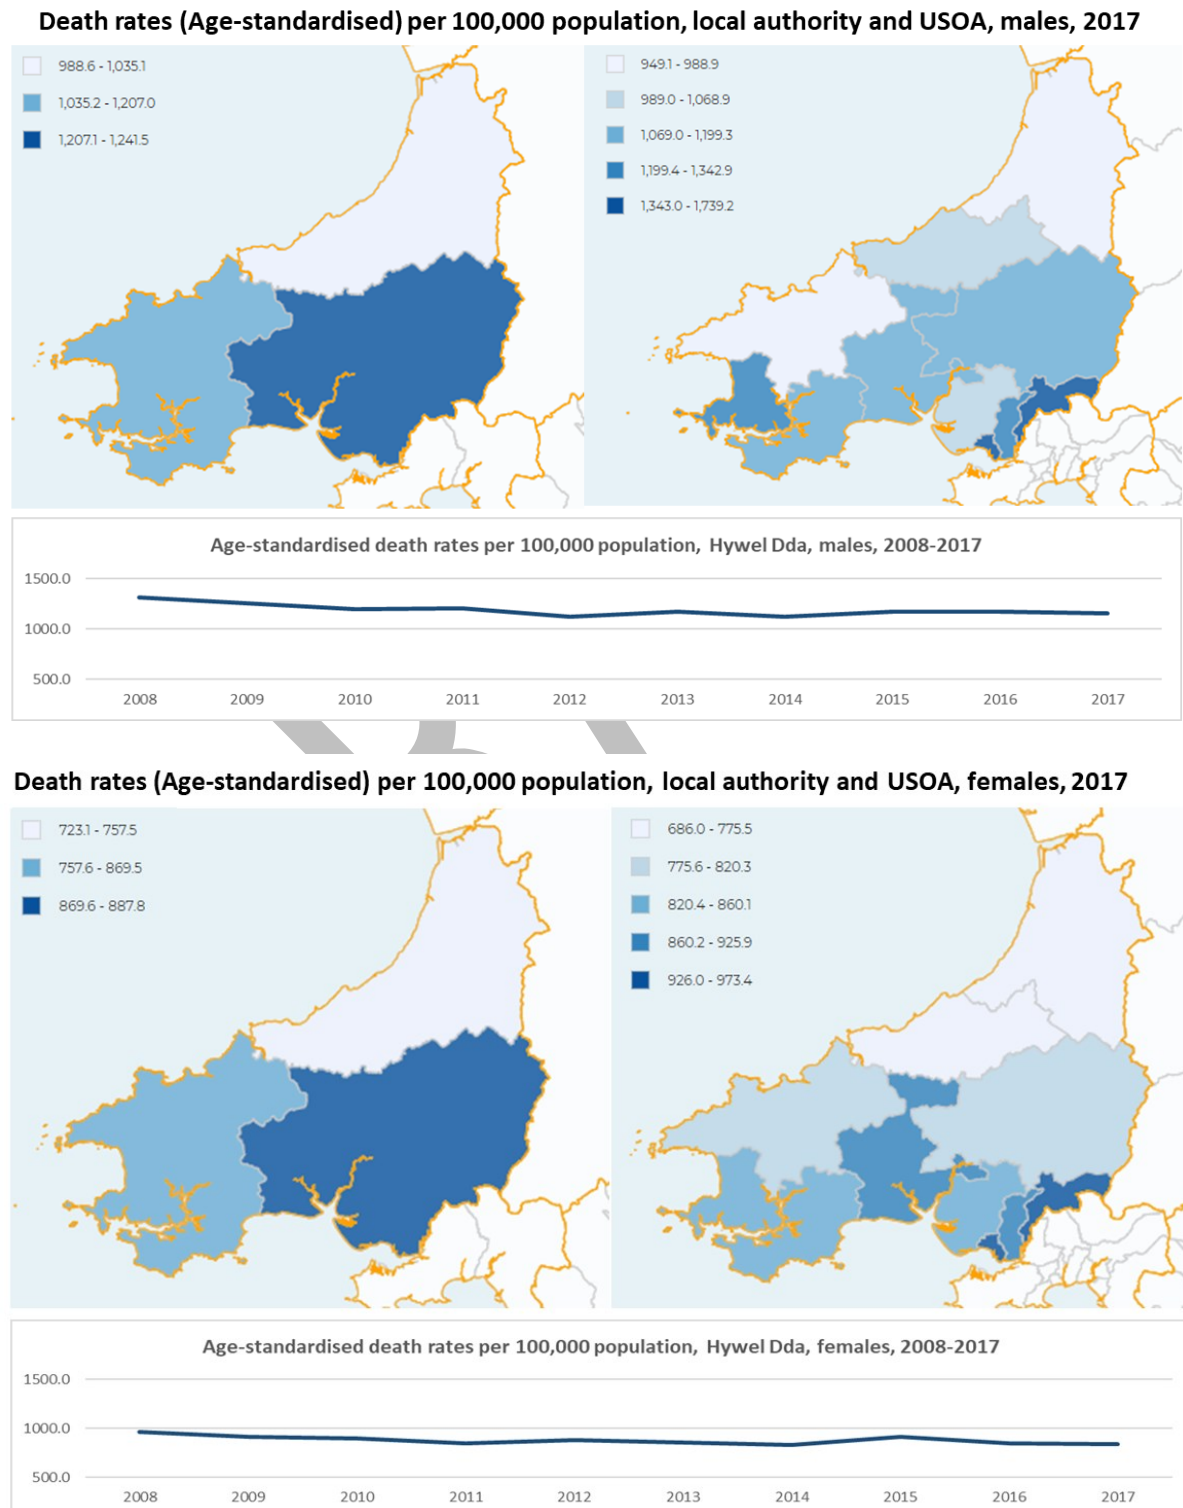 Death rates (Age-standardised) per 100,000 population, local authority and USOA, males, 2017
988.6 - 1,035.1
1,035.2 - 1,207.0
1,207.1 - 1,241.5
949.1 - 988.9
989.0 - 1,068.9
1,069.0 - 1,199.3
1,199.4 - 1,342.9
1,343.0 - 1,739.2
Age-standardised death rates per 100,000 population, Hywel Dda, males, 2008-2017
1500.0
1000.0
500.0
2008 2009 2010 2011 2012 2013 2014 2015 2016 2017
Death rates (Age-standardised) per 100,000 population, local authority and USOA, females, 2017
723.1 - 757.5
757.6 - 869.5
869.6 - 887.8
686.0 - 775.5
775.6 - 820.3
820.4 - 860.1
860.2 - 925.9
926.0 - 973.4
Age-standardised death rates per 100,000 population, Hywel Dda, females, 2008-2017
1500.0
1000.0
500.0
2008 2009 2010 2011 2012 2013 2014 2015 2016 2017